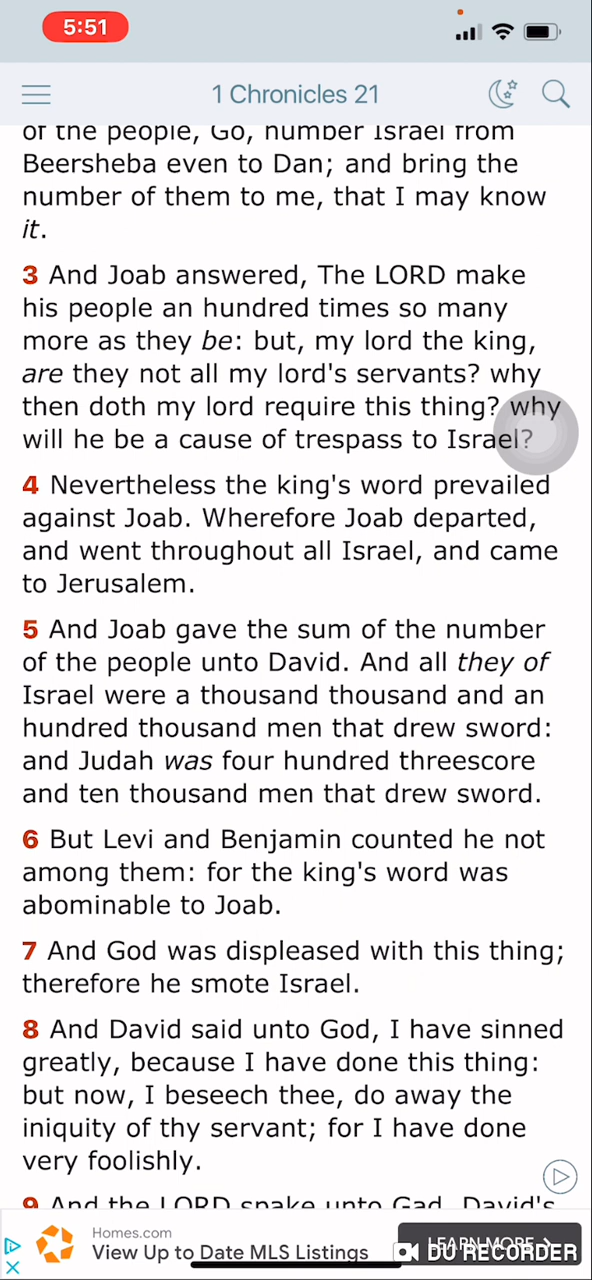 5:51
1 Chronicles 21
of the people, Go, number Israel from
Beersheba even to Dan; and bring the
number of them to me, that I may know
it.
3 And Joab answered, The LORD make
his people an hundred times so many
more as they be: but, my lord the king,
are they not all my lord's servants? why
then doth my lord require this thing? why
will he be a cause of trespass to Israel?
4 Nevertheless the king's word prevailed
against Joab. Wherefore Joab departed,
and went throughout all Israel, and came
to Jerusalem.
5 And Joab gave the sum of the number
of the people unto David. And all they of
Israel were a thousand thousand and an
hundred thousand men that drew sword:
and Judah was four hundred threescore
and ten thousand men that drew sword.
6 But Levi and Benjamin counted he not
among them: for the king's word was
abominable to Joab.
7 And God was displeased with this thing;
therefore he smote Israel.
8 And David said unto God, I have sinned
greatly, because I have done this thing:
but now, I beseech thee, do away the
iniquity of thy servant; for I have done
very foolishly.
9 And the LORD spake unto Gad, David's
Homes.com
View Up to Date MLS Listings
LEARN MORE
DU RECORDER